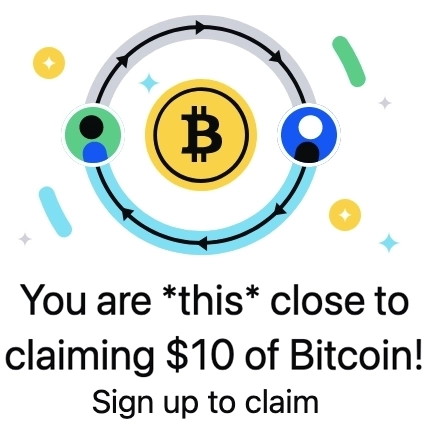 You are *this* close to
claiming $10 of Bitcoin!
Sign up to claim